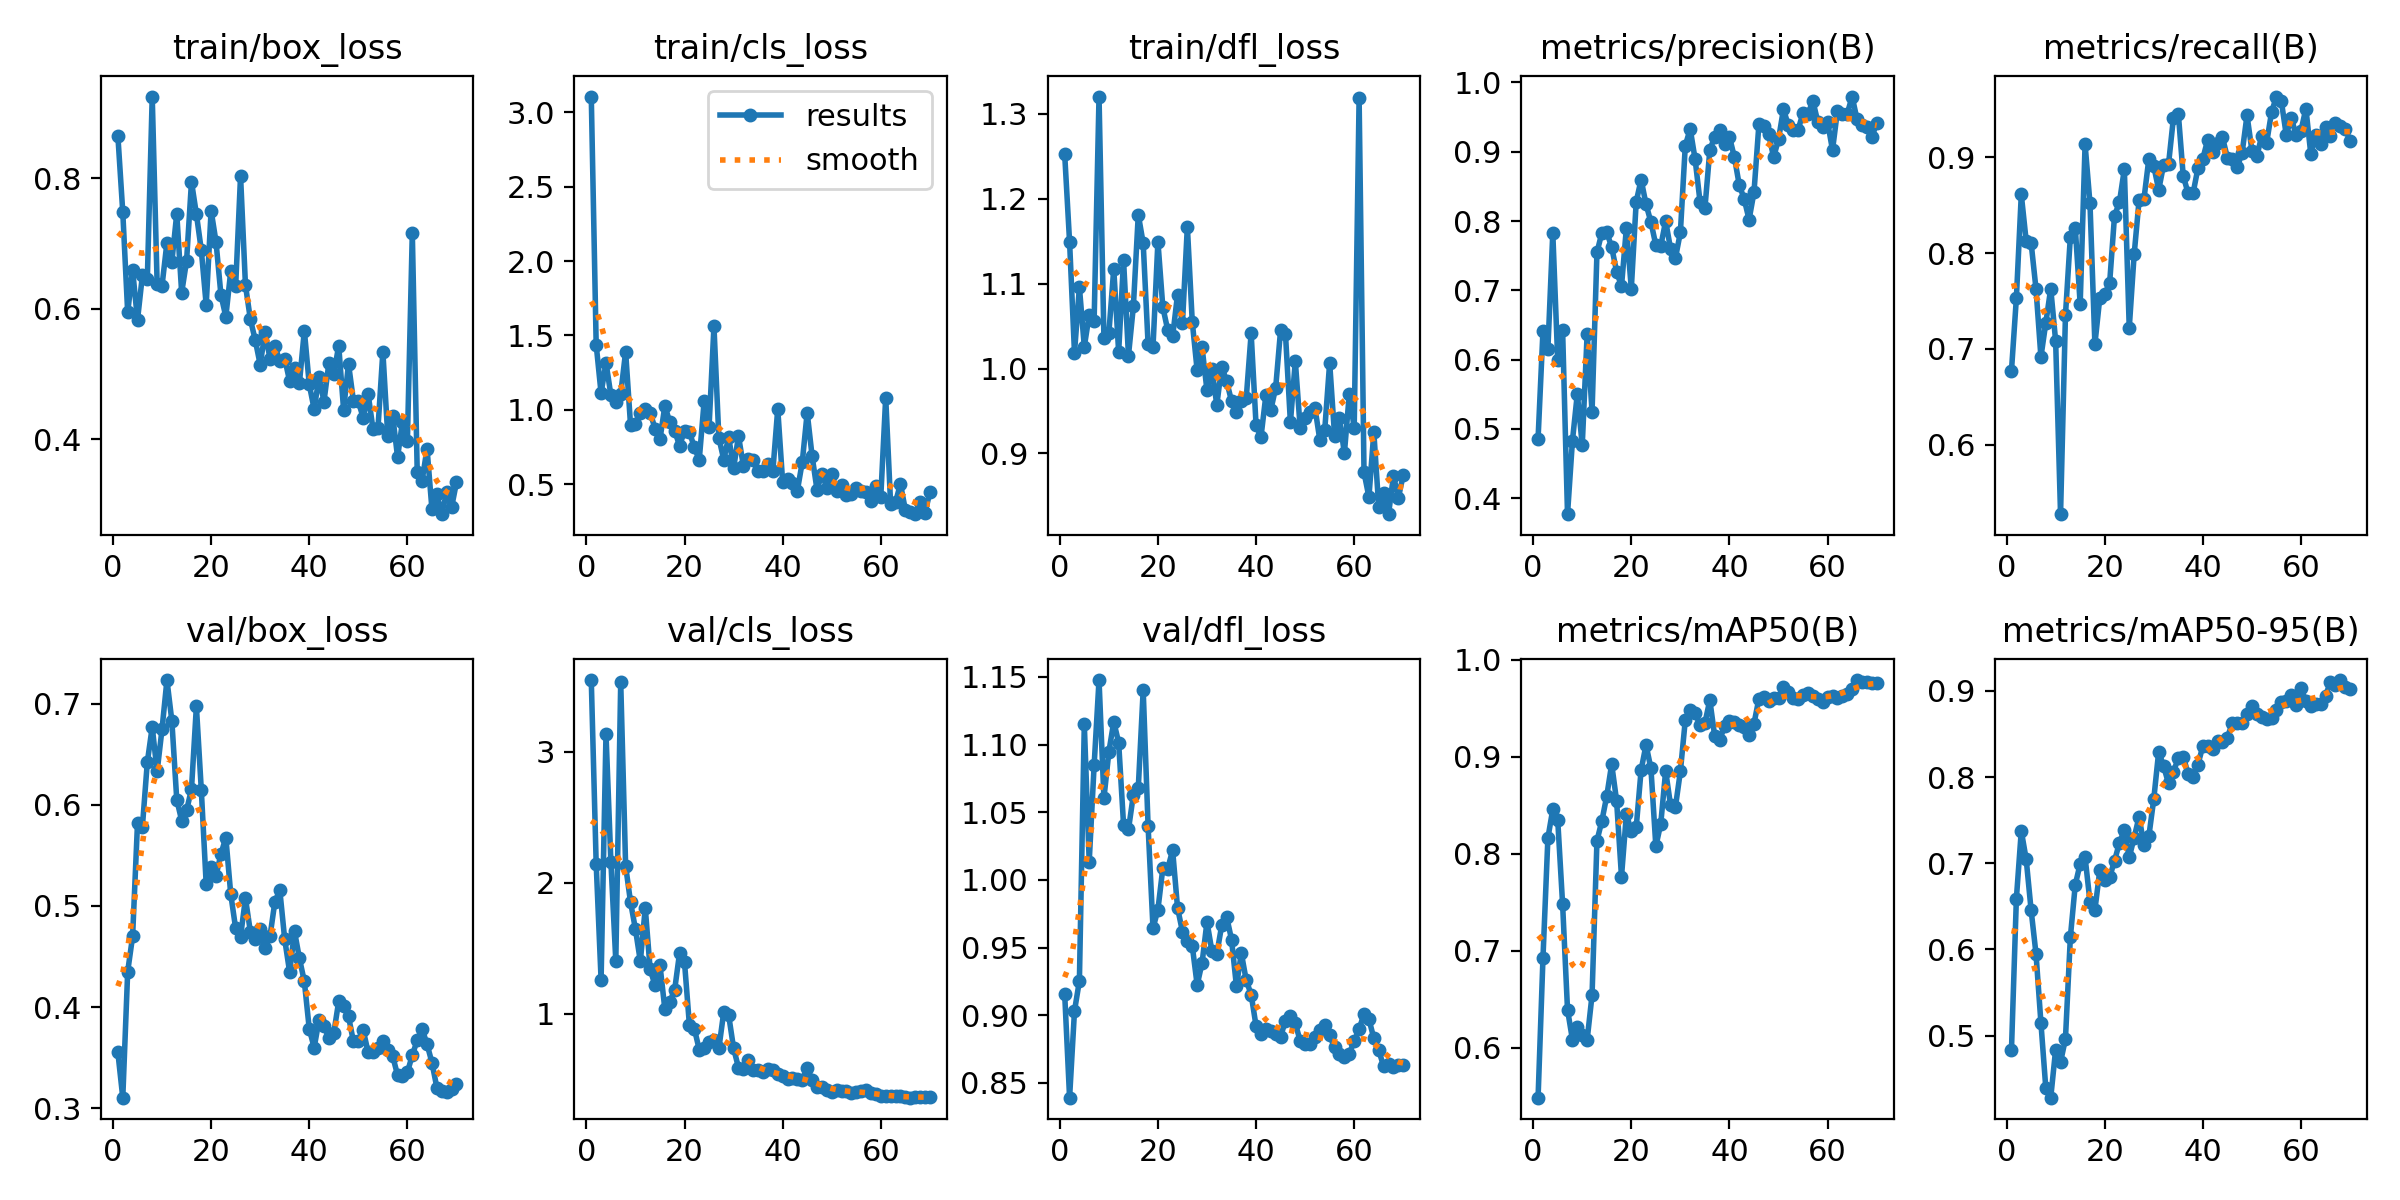 train/box_loss
0.8
0.6
0.4
0 20 40 60
train/cls_loss
results
smooth
3.0
2.5
2.0
1.5
1.0
0.5
0 20 40 60
train/dfl_loss
1.3
1.2
1.1
1.0
0.9
0 20 40 60
metrics/precision(B)
1.0
0.9
0.8
0.7
0.6
0.5
0.4
0 20 40 60
metrics/recall(B)
0.9
0.8
0.7
0.6
0 20 40 60
val/box_loss
0.7
0.6
0.5
0.4
0.3
0 20 40 60
val/cls_loss
3
2
1
0 20 40 60
val/dfl_loss
1.15
1.10
1.05
1.00
0.95
0.90
0.85
0 20 40 60
metrics/mAP50(B)
1.0
0.9
0.8
0.7
0.6
0 20 40 60
metrics/mAP50-95(B)
0.9
0.8
0.7
0.6
0.5
0 20 40 60